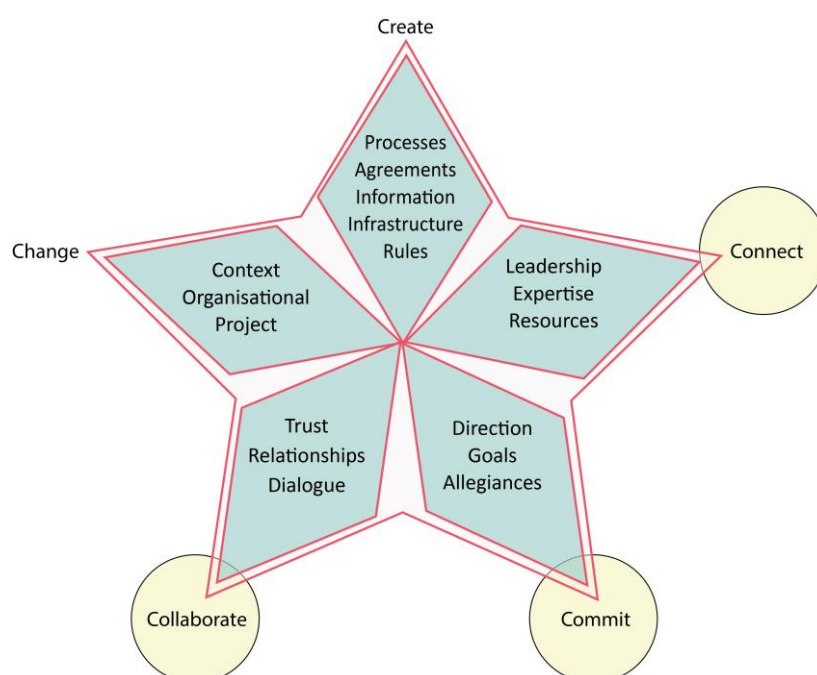 Create
Processes
Agreements
Information
Infrastructure
Rules
Change
Context
Organisational
Project
Leadership
Expertise
Resources
Connect
Trust
Relationships
Dialogue
Direction
Goals
Allegiances
Collaborate
Commit